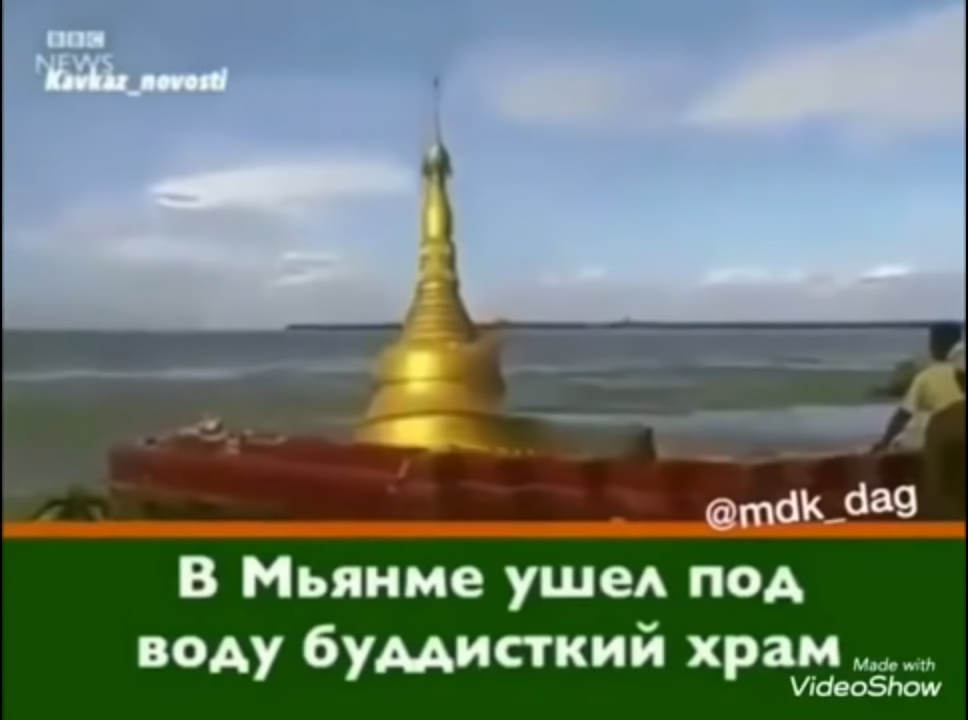 BBC
NEWS
Kavkaz_novosti
@mdk_dag
В Мьянме ушел под
воду буддисткий храм
Made with
VideoShow